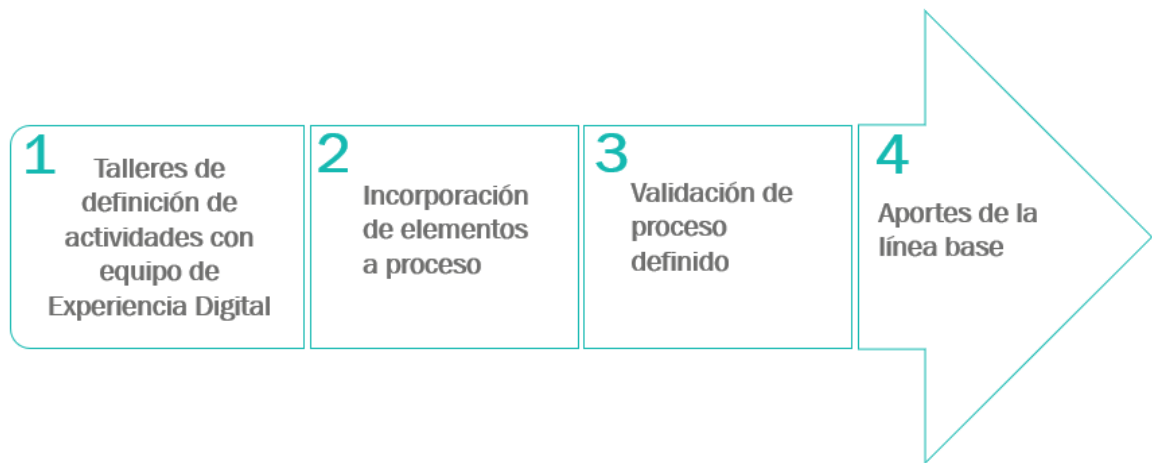 1
Talleres de
definición de
actividades con
equipo de
Experiencia Digital
2
Incorporación
de elementos
a proceso
3
Validación de
proceso
definido
4
Aportes de la
línea base